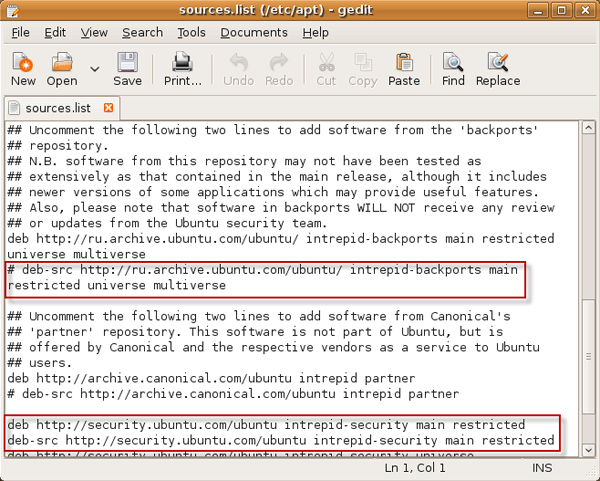 sources.list (/etc/apt) - gedit
File Edit View Search Tools Documents Help
New Open Save Print... Undo Redo Cut Copy Paste Find Replace
sources.list
## Uncomment the following two lines to add software from the 'backports'
## repository.
## N.B. software from this repository may not have been tested as
## extensively as that contained in the main release, although it includes
## newer versions of some applications which may provide useful features.
## Also, please note that software in backports WILL NOT receive any review
## or updates from the Ubuntu security team.
deb http://ru.archive.ubuntu.com/ubuntu/ intrepid-backports main restricted
universe multiverse
# deb-src http://ru.archive.ubuntu.com/ubuntu/ intrepid-backports main
restricted universe multiverse
## Uncomment the following two lines to add software from Canonical's
## 'partner' repository. This software is not part of Ubuntu, but is
## offered by Canonical and the respective vendors as a service to Ubuntu
## users.
deb http://archive.canonical.com/ubuntu intrepid partner
# deb-src http://archive.canonical.com/ubuntu intrepid partner
deb http://security.ubuntu.com/ubuntu intrepid-security main restricted
deb-src http://security.ubuntu.com/ubuntu intrepid-security main restricted
deb http://security.ubuntu.com/ubuntu intrepid-security universe
Ln 1, Col 1 INS